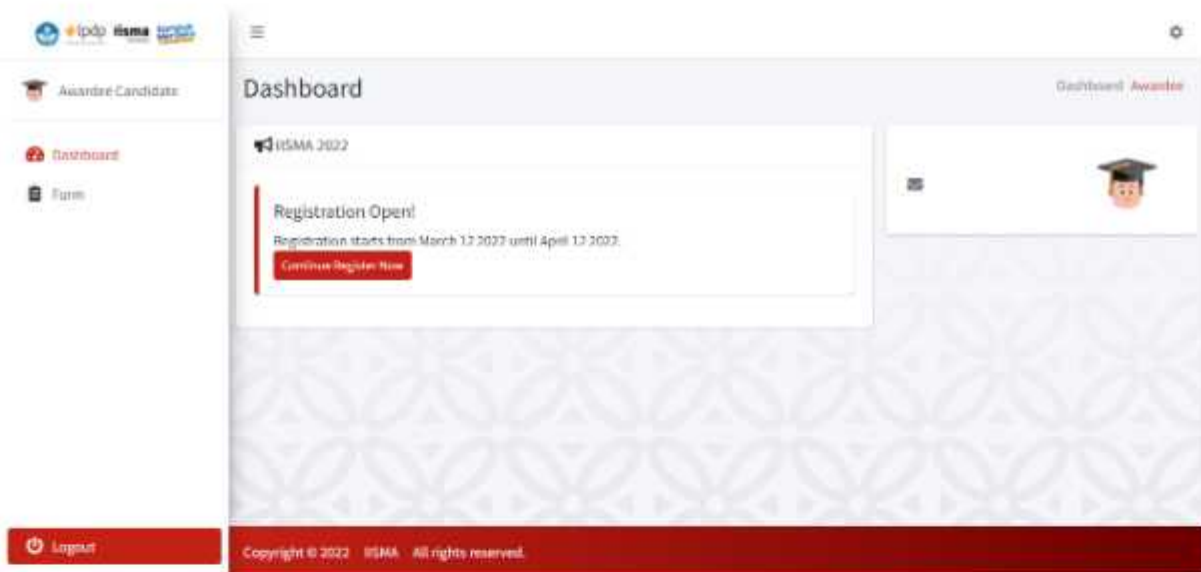 lpdp iisma
Awardee Candidate
Dashboard
Form
Logout
Dashboard
Dashboard Awardee
IISMA 2022
Registration Open!
Registration starts from March 12 2022 until April 12 2022.
Continue Register Now
Copyright © 2022 IISMA All rights reserved.